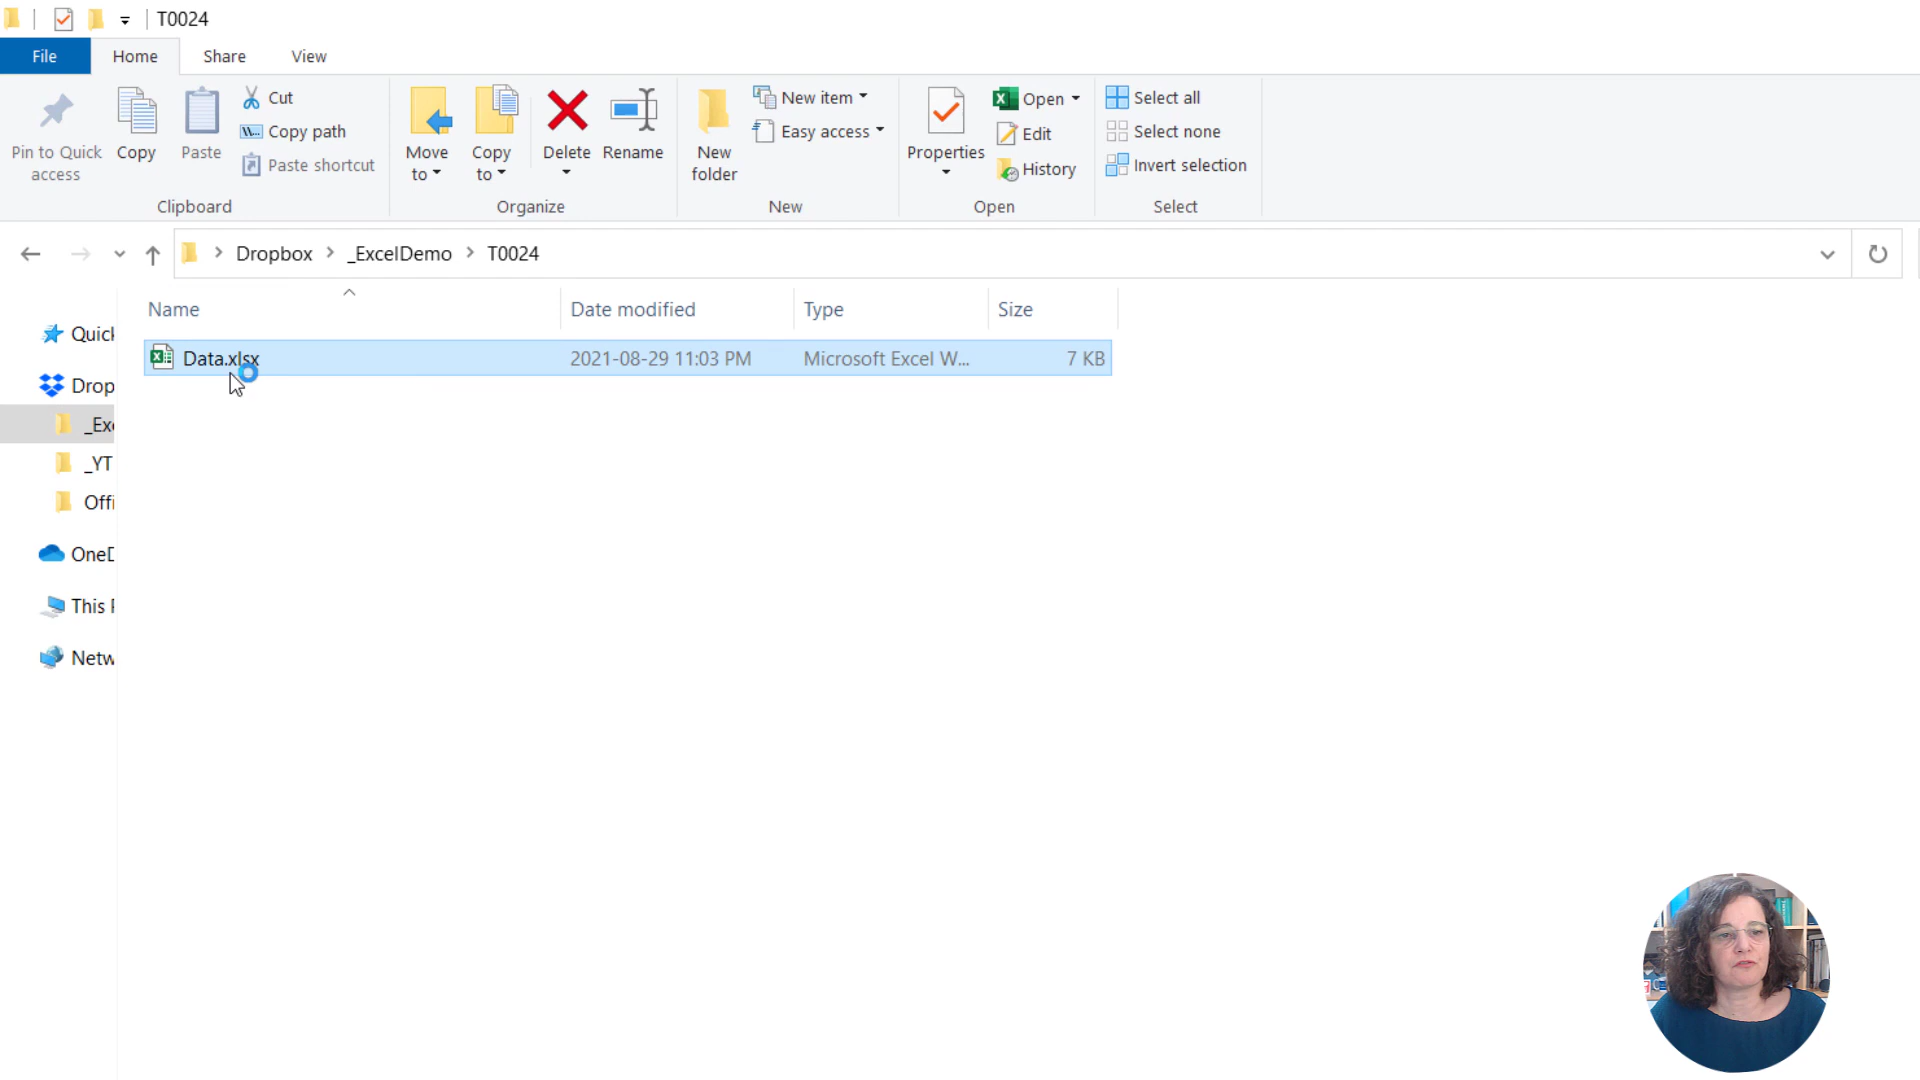 T0024
File Home Share View
Pin to Quick access
Copy
Paste
Cut
Copy path
Paste shortcut
Clipboard
Move to
Copy to
Delete
Rename
Organize
New folder
New item
Easy access
New
Properties
Open
Edit
History
Open
Select all
Select none
Invert selection
Select
Dropbox _ExcelDemo T0024
Name Date modified Type Size
Data.xlsx 2021-08-29 11:03 PM Microsoft Excel W... 7 KB
Quick
Drop
_Exc
_YT
Offi
OneD
This P
Netw